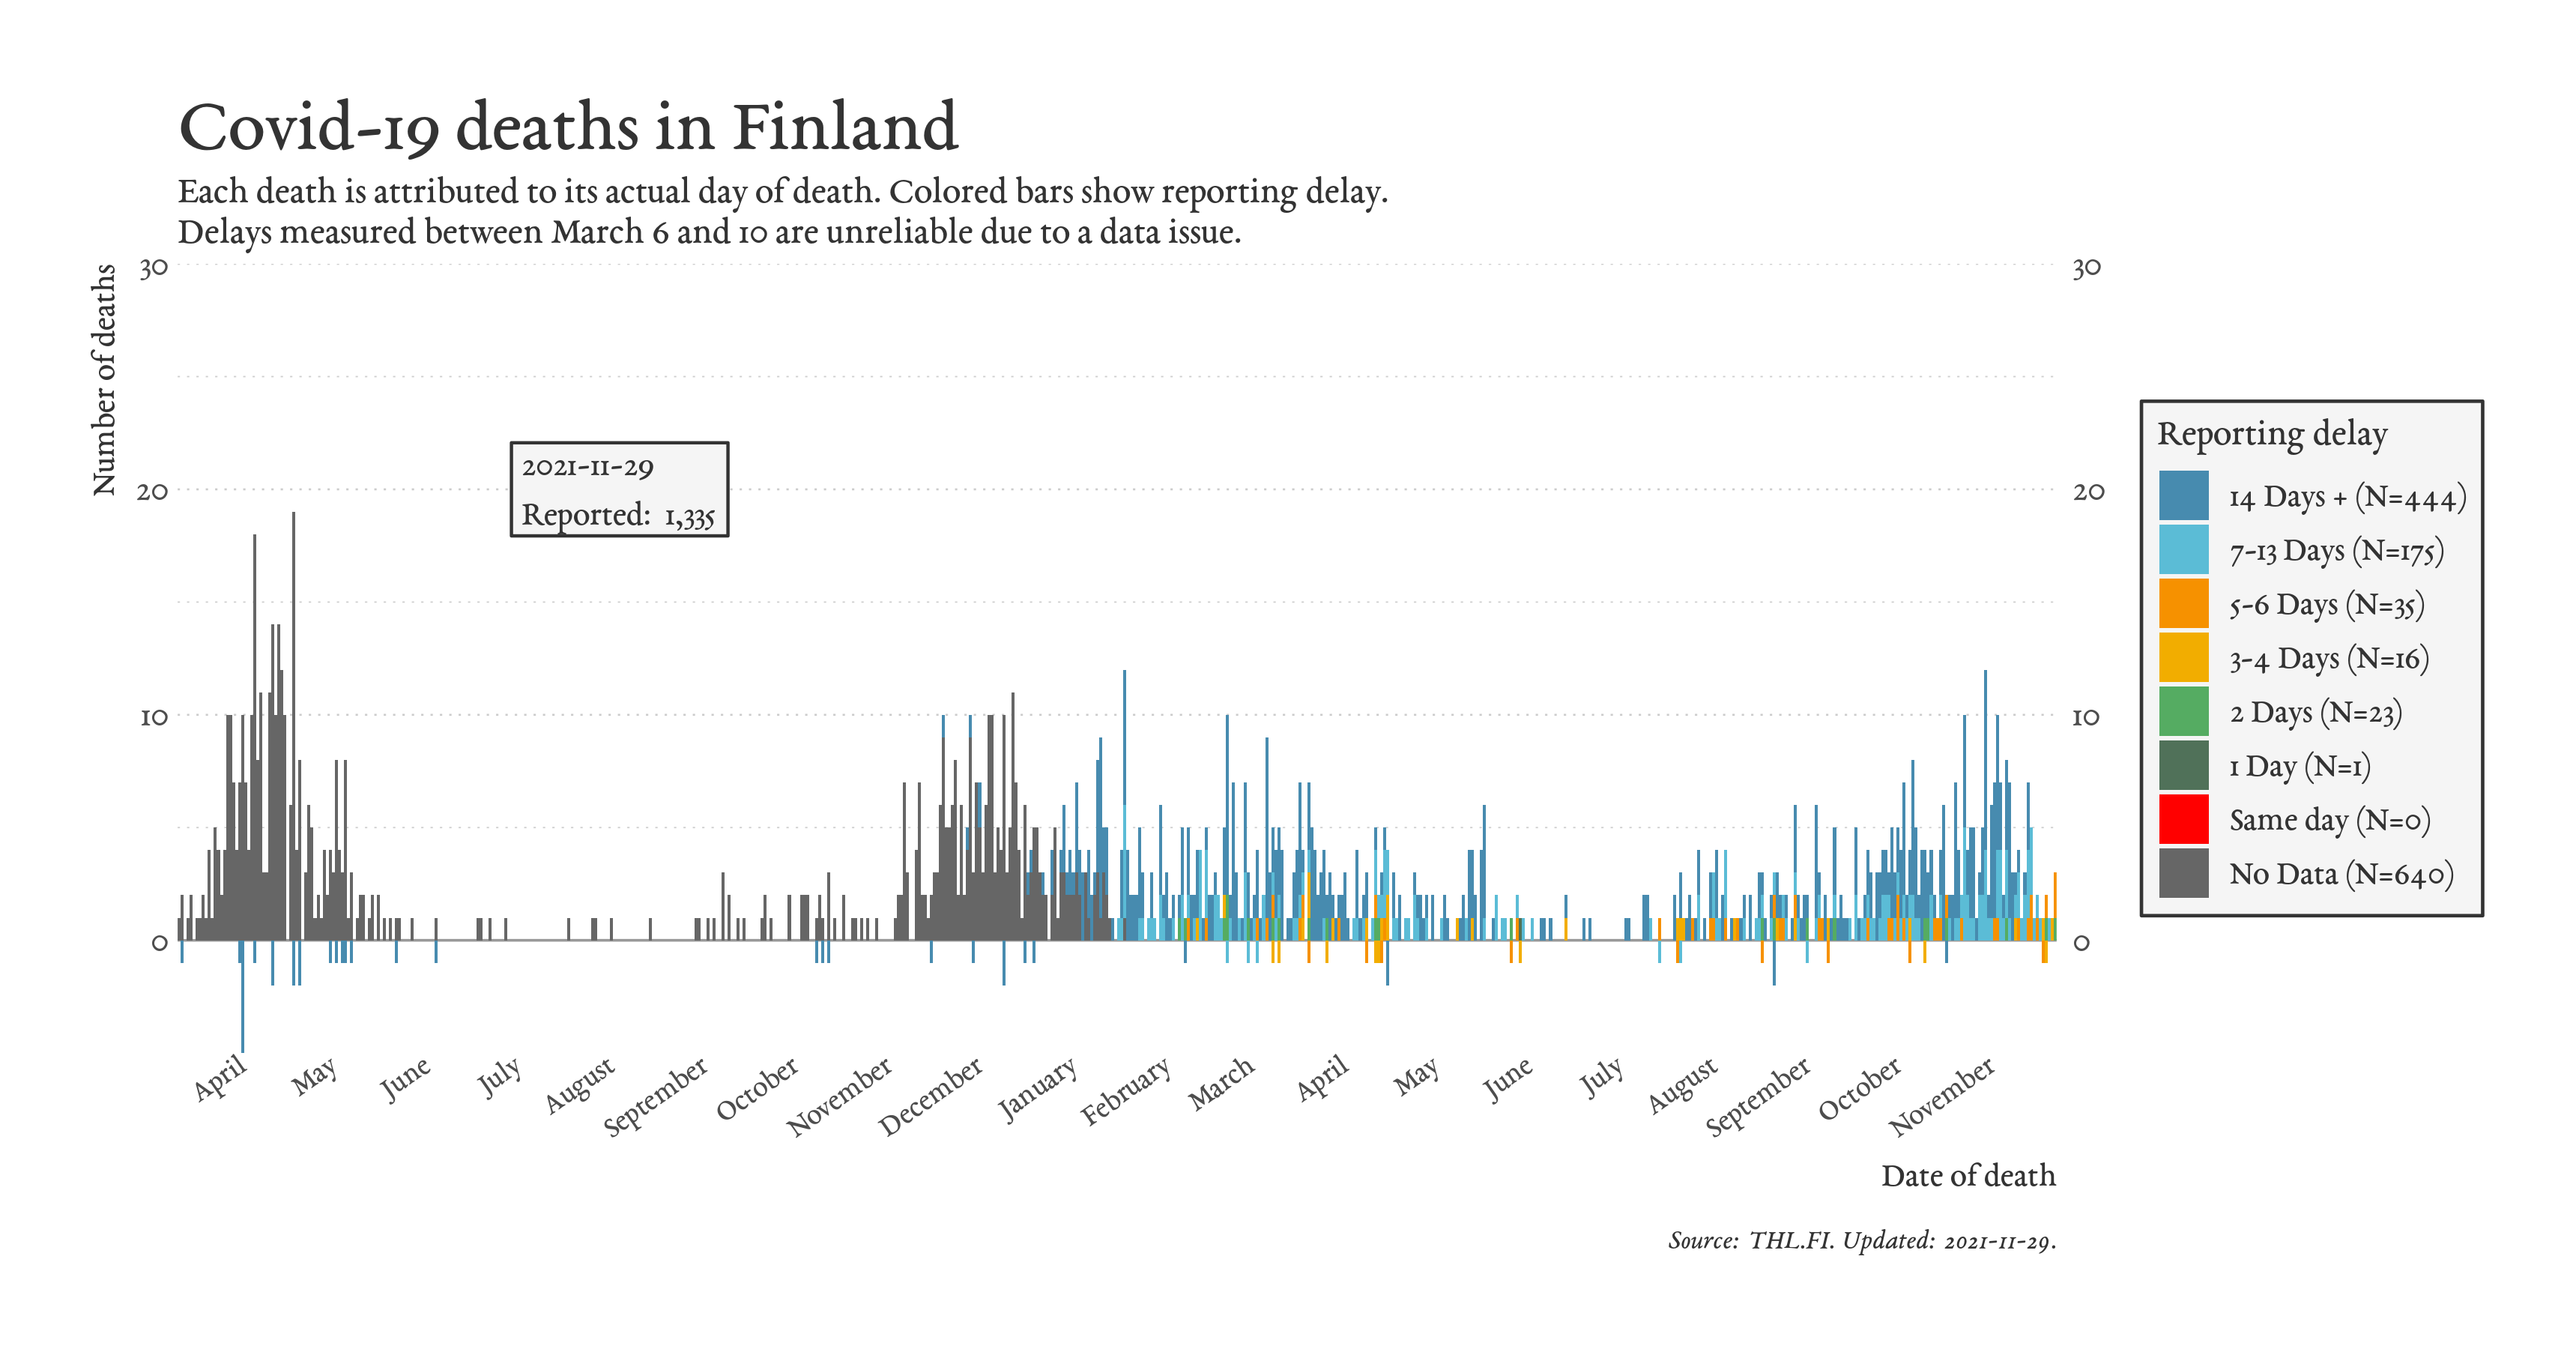 Covid-19 deaths in Finland
Each death is attributed to its actual day of death. Colored bars show reporting delay.
Delays measured between March 6 and 10 are unreliable due to a data issue.
Number of deaths
30
20
10
0
30
20
10
0
2021-11-29
Reported: 1,335
Reporting delay
14 Days + (N=444)
7-13 Days (N=175)
5-6 Days (N=35)
3-4 Days (N=16)
2 Days (N=23)
1 Day (N=1)
Same day (N=0)
No Data (N=640)
April
May
June
July
August
September
October
November
December
January
February
March
April
May
June
July
August
September
October
November
Date of death
Source: THL.FI. Updated: 2021-11-29.